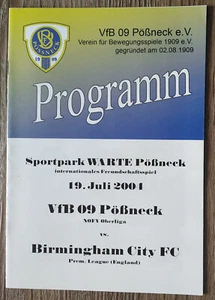 VfB 09 Pößneck e.V.
Verein für Bewegungsspiele 1909 e.V.
gegründet am 02.08.1909
Programm
Sportpark WARTE Pößneck
internationales Freundschaftsspiel
19. Juli 2004
VfB 09 Pößneck
NOFV Oberliga
vs.
Birmingham City FC
Prem. League (England)